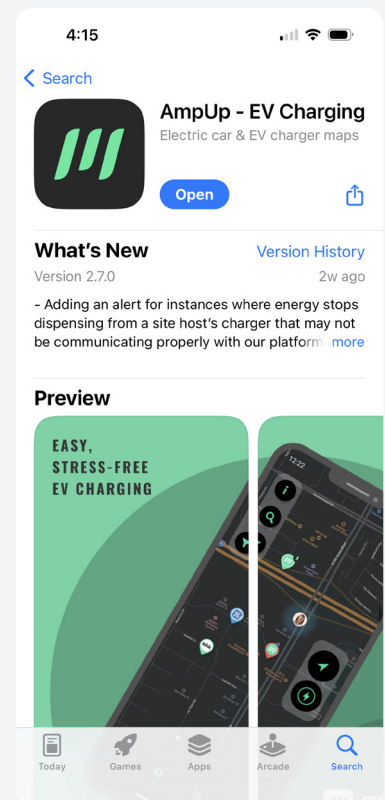 4:15
Search
AmpUp - EV Charging
Electric car & EV charger maps
Open
What's New
Version History
Version 2.7.0
2w ago
- Adding an alert for instances where energy stops
dispensing from a site host's charger that may not
be communicating properly with our platform more
Preview
EASY,
STRESS-FREE
EV CHARGING
12:22
Today
Games
Apps
Arcade
Search